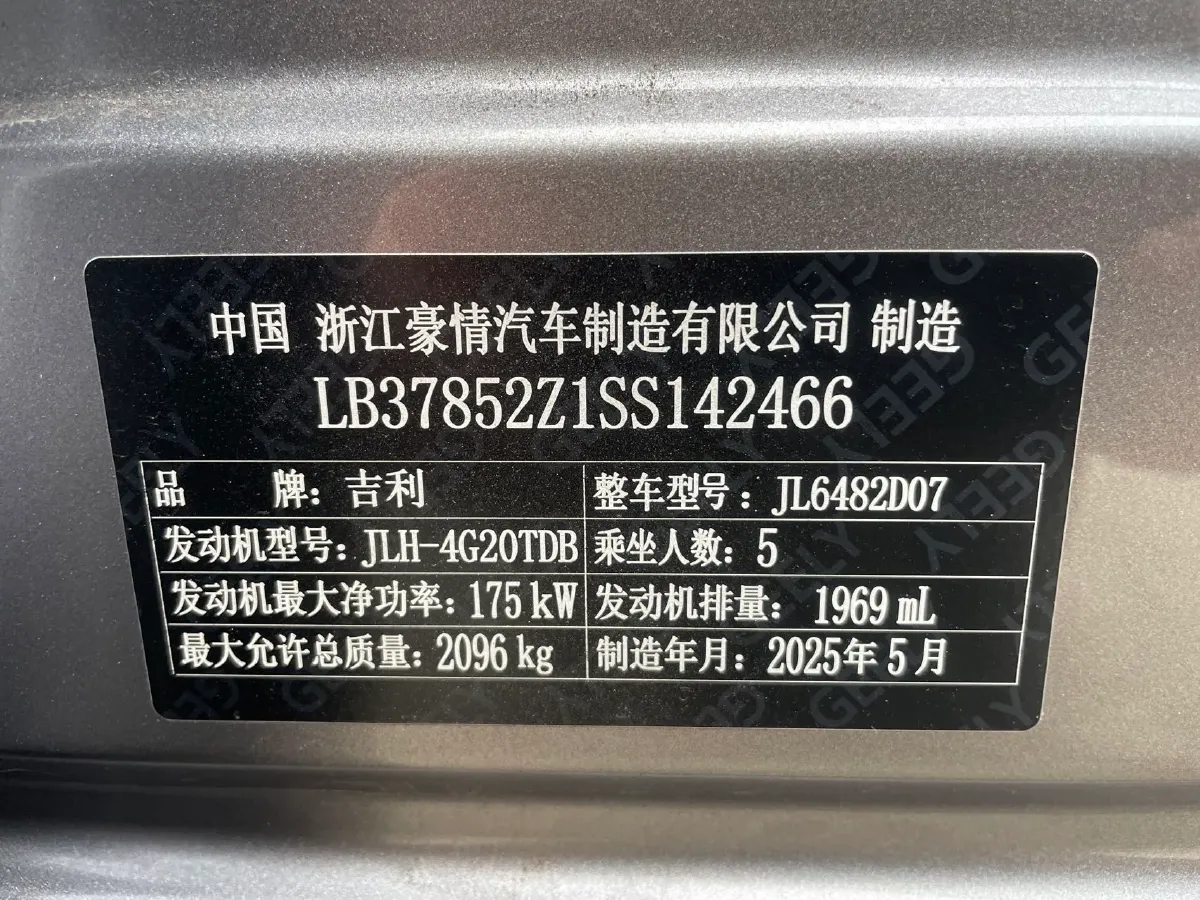 中国 浙江豪情汽车制造有限公司 制造
LB37852Z1SS142466
品 牌：吉利 整车型号：JL6482D07
发动机型号：JLH-4G20TDB 乘坐人数：5
发动机最大净功率：175 kW 发动机排量：1969 mL
最大允许总质量：2096 kg 制造年月：2025年5月
GEELY